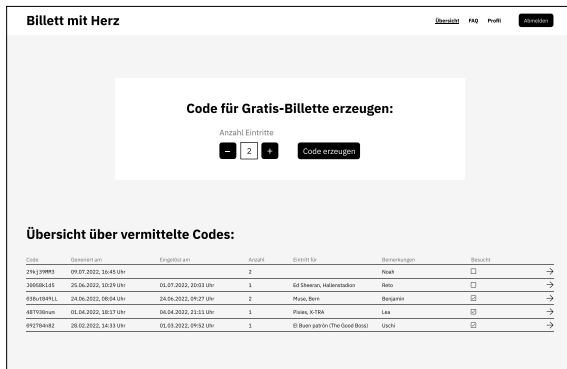 Billett mit Herz
Übersicht FAQ Profil Abmelden
Code für Gratis-Billette erzeugen:
Anzahl Eintritte
– 2 + Code erzeugen
Übersicht über vermittelte Codes:
Code Generiert am Eingelöst am Anzahl Eintritt für Bemerkungen Besucht
29kj39MM3 09.07.2022, 16:45 Uhr 2 Noah
J0058k1d5 25.06.2022, 10:29 Uhr 01.07.2022, 20:03 Uhr 1 Ed Sheeran, Hallenstadion Reto
038ut849LL 24.06.2022, 08:04 Uhr 24.06.2022, 09:27 Uhr 2 Muse, Bern Benjamin
48T938num 01.04.2022, 18:17 Uhr 04.04.2022, 21:11 Uhr 1 Pixies, X-TRA Lea
092784n82 28.02.2022, 14:33 Uhr 01.03.2022, 09:52 Uhr 1 El Buen patrón (The Good Boss) Uschi